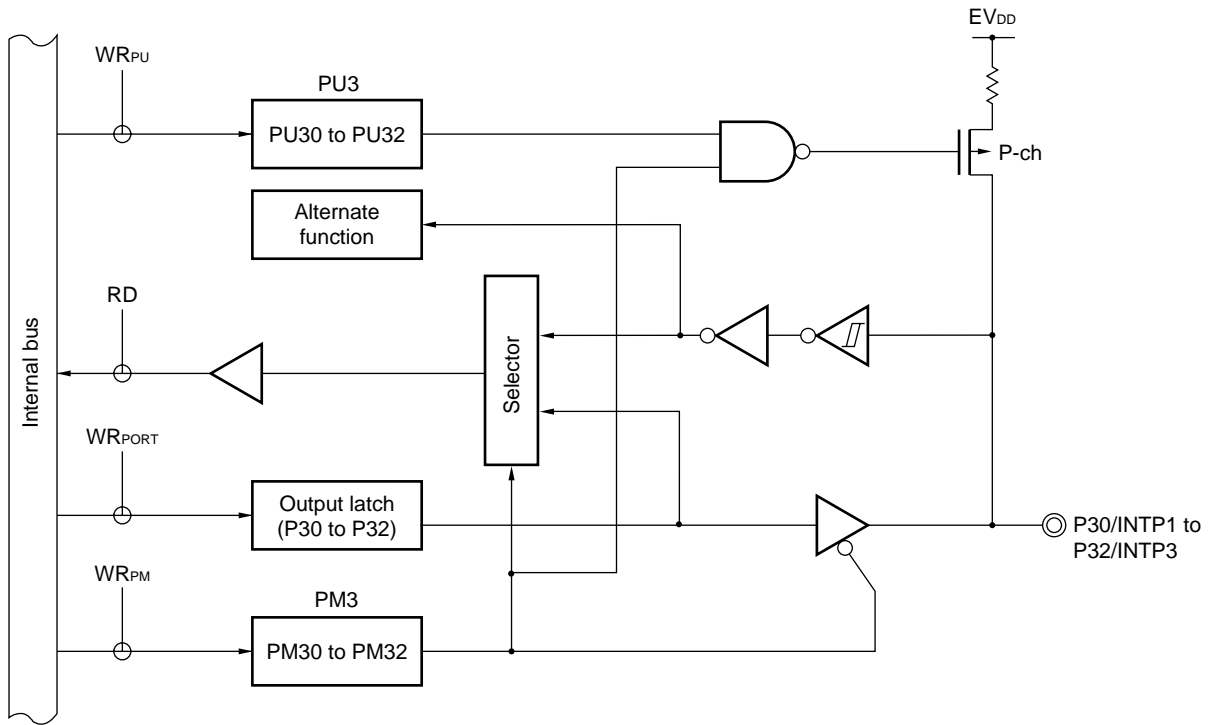 EVDD
WRPU
PU3
PU30 to PU32
P-ch
Alternate
function
RD
Internal bus
Selector
WRPORT
Output latch
(P30 to P32)
P30/INTP1 to
P32/INTP3
WRPM
PM3
PM30 to PM32